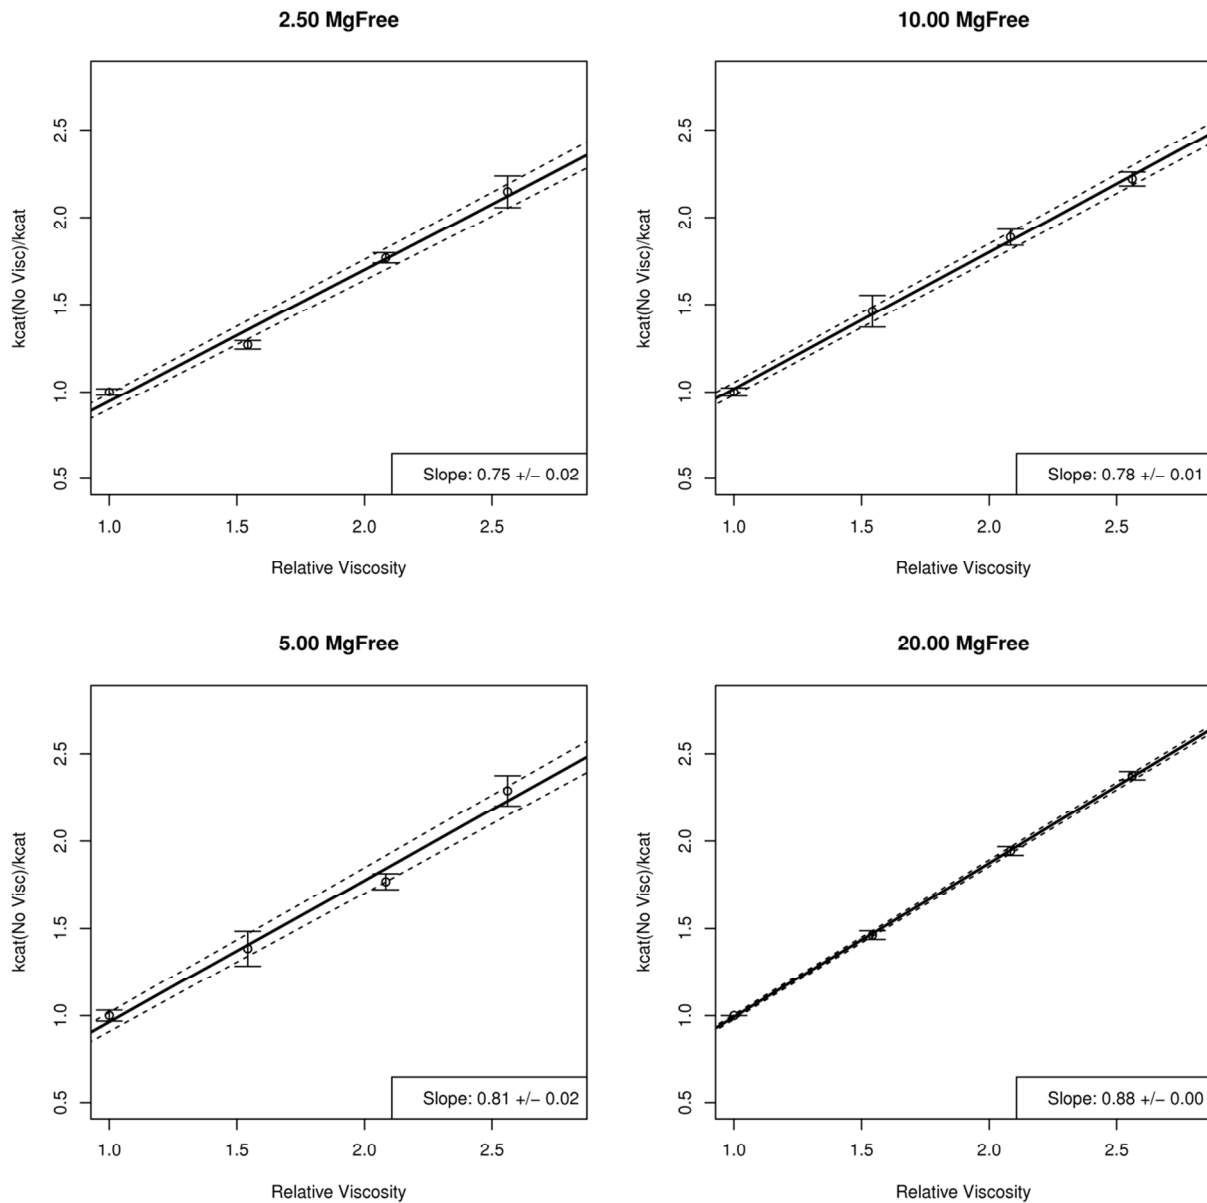 2.50 MgFree
kcat(No Visc)/kcat
2.5
2.0
1.5
1.0
0.5
Slope: 0.75 +/− 0.02
1.0 1.5 2.0 2.5
Relative Viscosity
10.00 MgFree
kcat(No Visc)/kcat
2.5
2.0
1.5
1.0
0.5
Slope: 0.78 +/− 0.01
1.0 1.5 2.0 2.5
Relative Viscosity
5.00 MgFree
kcat(No Visc)/kcat
2.5
2.0
1.5
1.0
0.5
Slope: 0.81 +/− 0.02
1.0 1.5 2.0 2.5
Relative Viscosity
20.00 MgFree
kcat(No Visc)/kcat
2.5
2.0
1.5
1.0
0.5
Slope: 0.88 +/− 0.00
1.0 1.5 2.0 2.5
Relative Viscosity